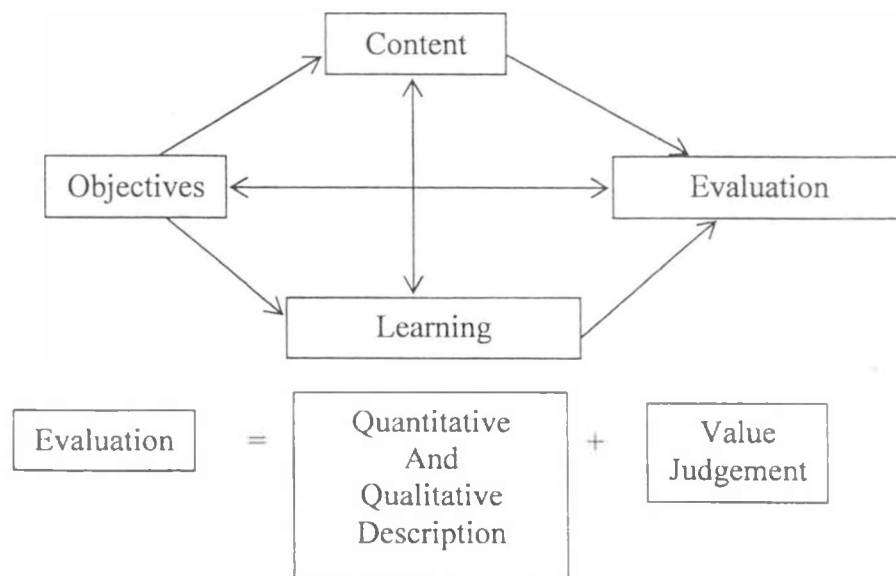 Content
Objectives
Evaluation
Learning
Evaluation = Quantitative And Qualitative Description + Value Judgement